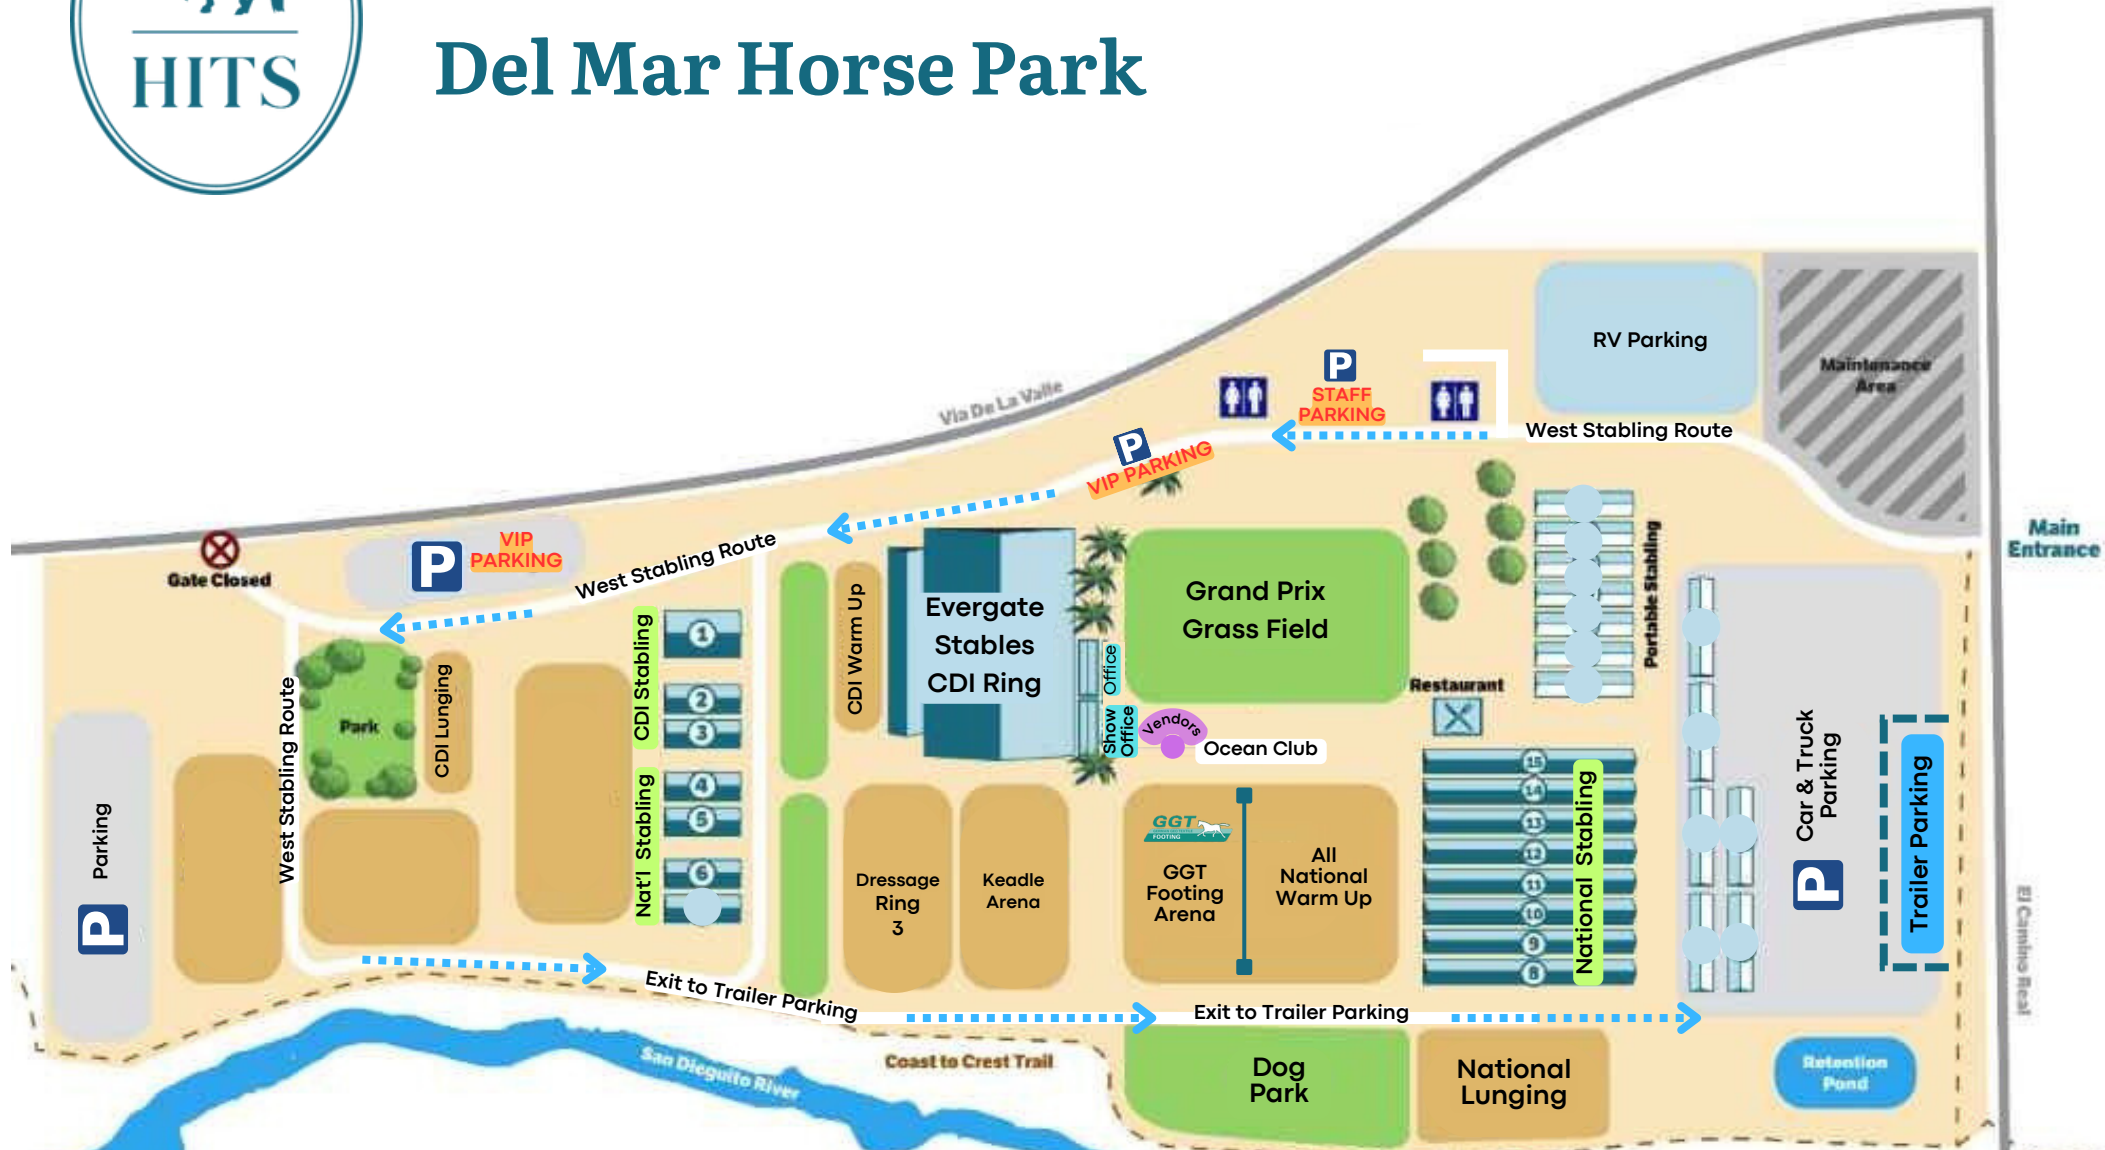 HITS
Del Mar Horse Park
RV Parking
Maintenance
Area
P
STAFF
PARKING
Via De La Valle
P
VIP PARKING
West Stabling Route
Main
Entrance
VIP
PARKING
P
Gate Closed
West Stabling Route
CDI Stabling
1
2
3
Nat'l Stabling
4
5
6
CDI Warm Up
Evergate
Stables
CDI Ring
Office
Show
Office
Vendors
Ocean Club
Grand Prix
Grass Field
Restaurant
Portable Stabling
Park
CDI Lunging
West Stabling Route
Parking
P
Dressage
Ring
3
Keadle
Arena
GGT
FOOTING
GGT
Footing
Arena
All
National
Warm Up
15
14
13
12
11
10
9
8
National Stabling
Car & Truck
Parking
P
Trailer Parking
El Camino Real
Exit to Trailer Parking
Exit to Trailer Parking
San Dieguito River
Coast to Crest Trail
Dog
Park
National
Lunging
Retention
Pond